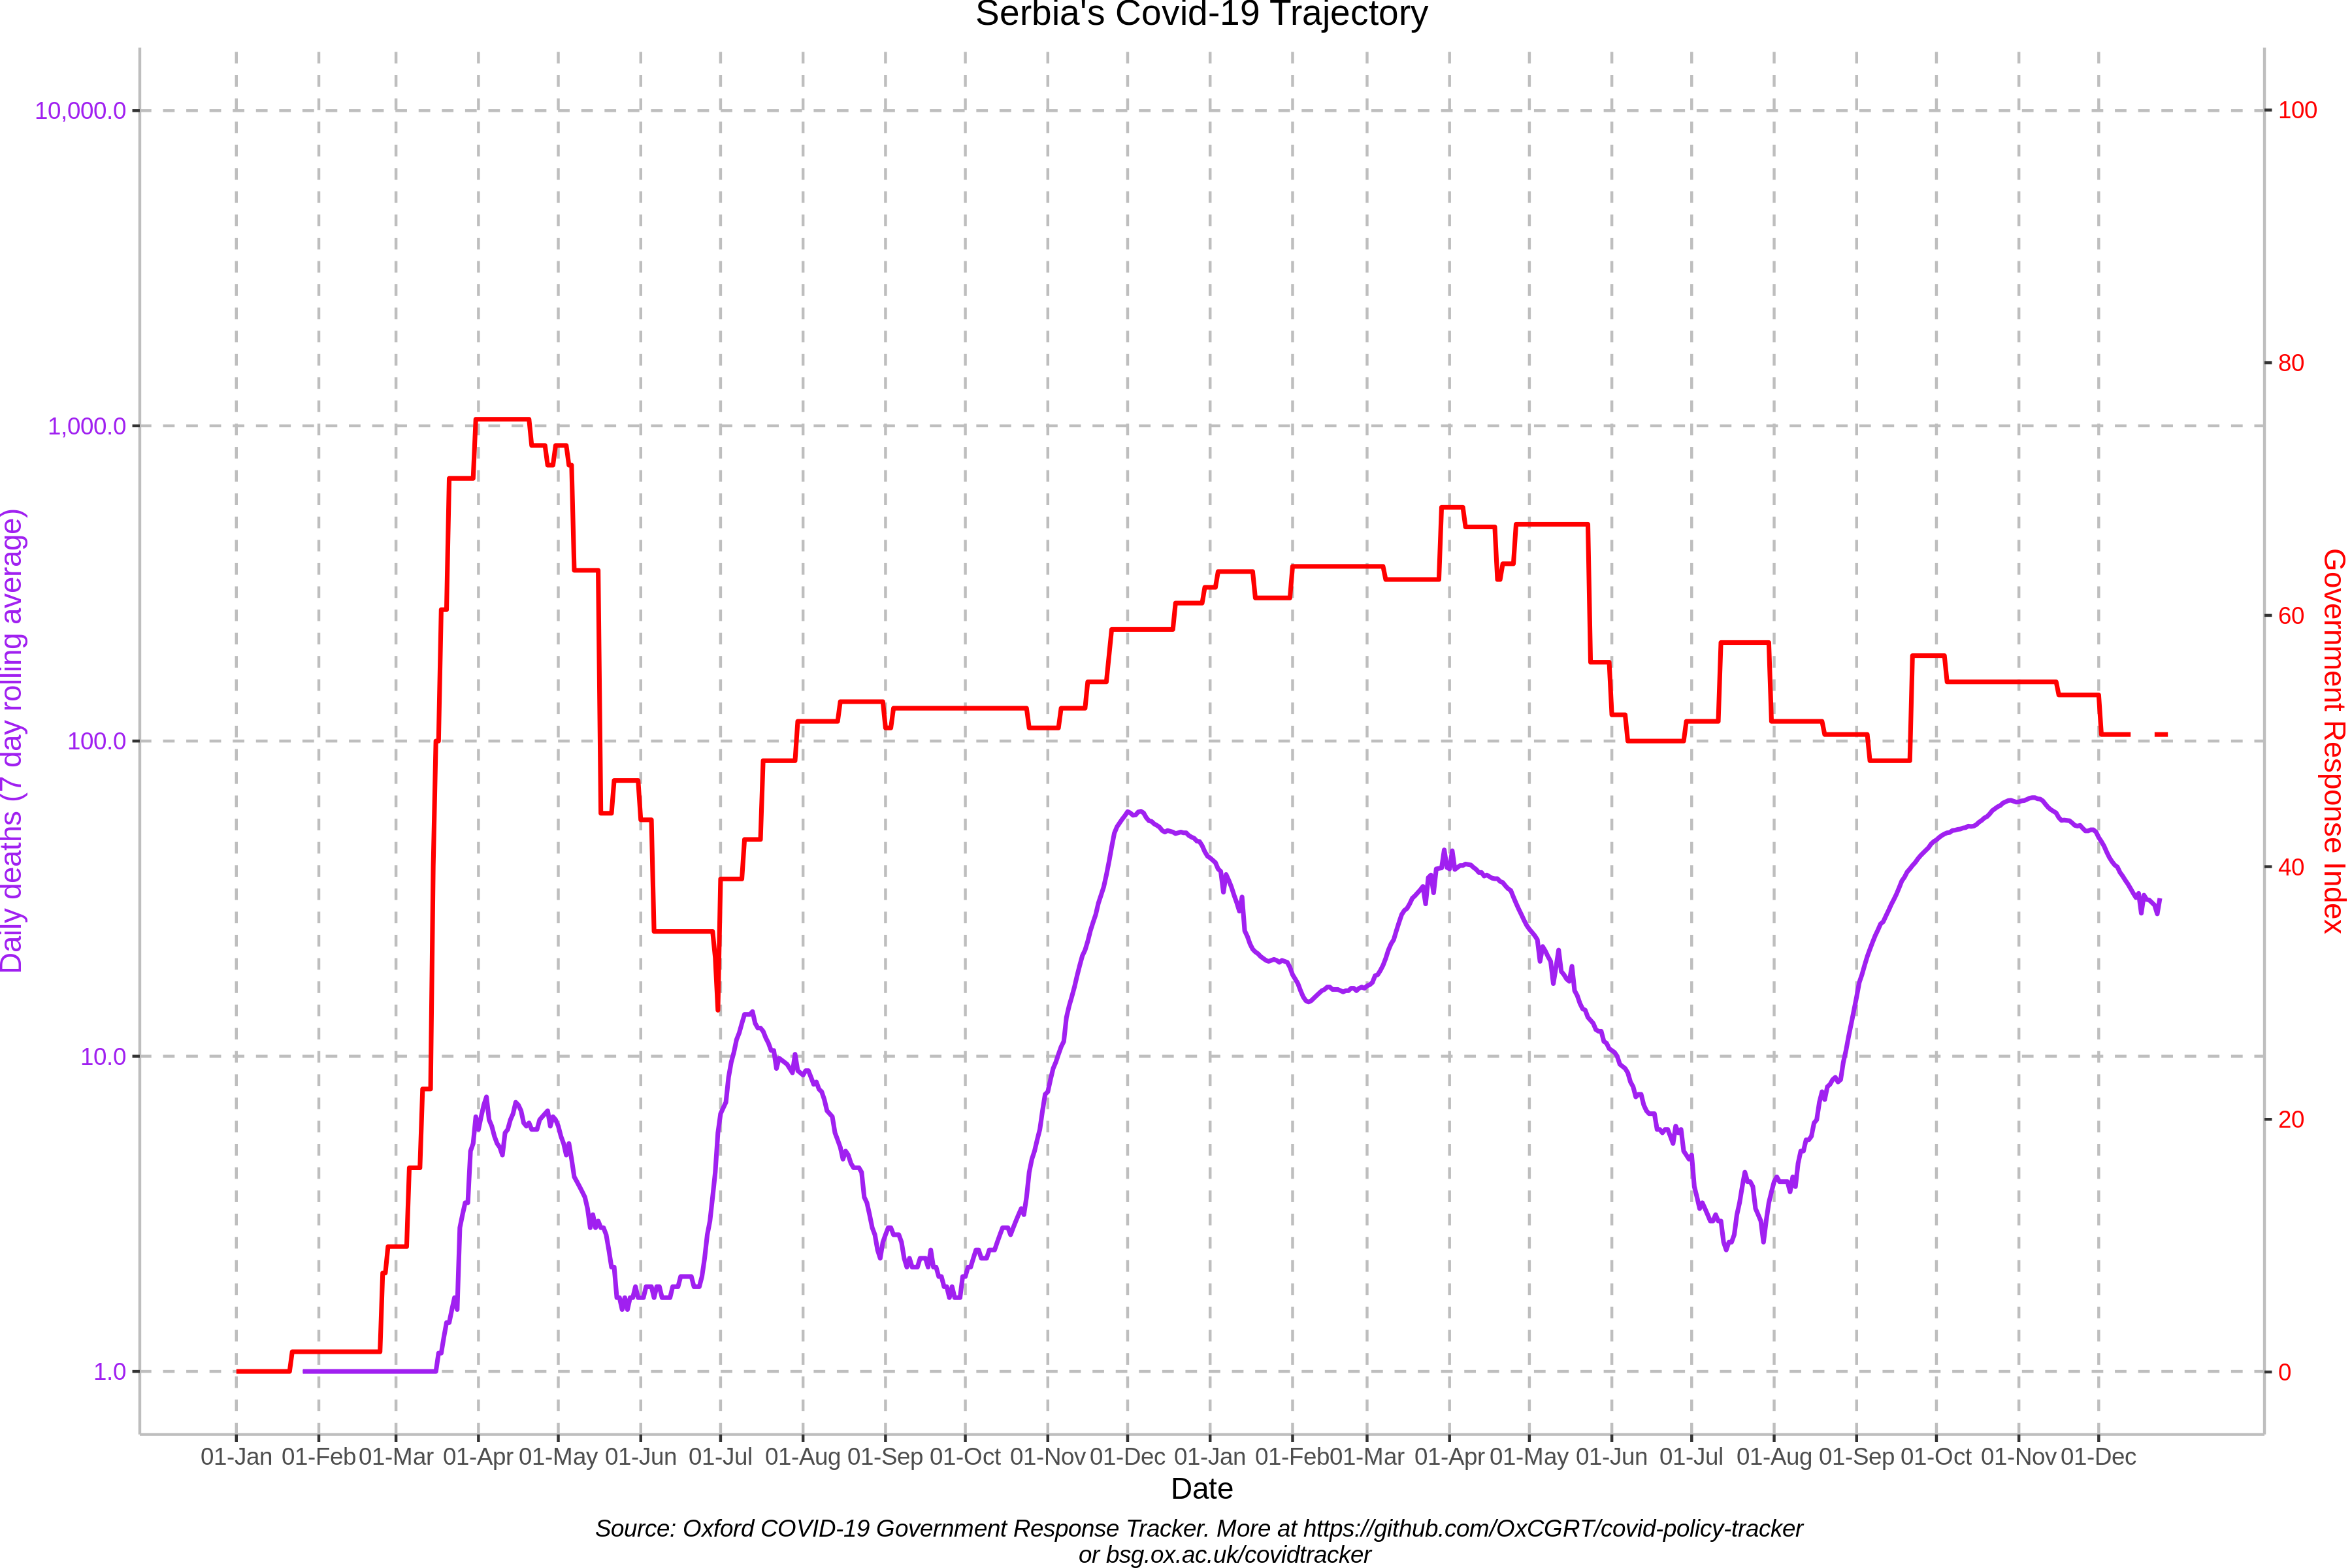 Serbia's Covid-19 Trajectory
10,000.0
1,000.0
100.0
10.0
1.0
Daily deaths (7 day rolling average)
100
80
60
40
20
0
Government Response Index
01-Jan 01-Feb 01-Mar 01-Apr 01-May 01-Jun 01-Jul 01-Aug 01-Sep 01-Oct 01-Nov 01-Dec 01-Jan 01-Feb 01-Mar 01-Apr 01-May 01-Jun 01-Jul 01-Aug 01-Sep 01-Oct 01-Nov 01-Dec
Date
Source: Oxford COVID-19 Government Response Tracker. More at https://github.com/OxCGRT/covid-policy-tracker
or bsg.ox.ac.uk/covidtracker